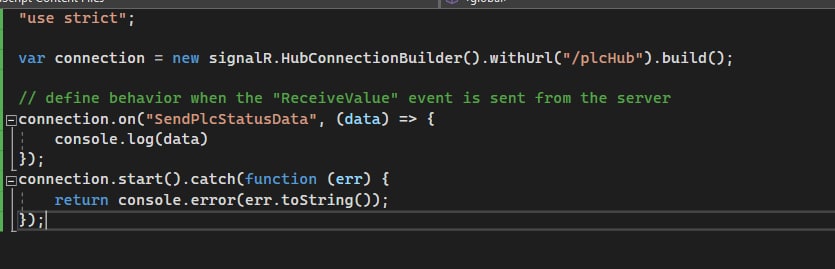 "use strict";
var connection = new signalR.HubConnectionBuilder().withUrl("/plcHub").build();
// define behavior when the "ReceiveValue" event is sent from the server
connection.on("SendPlcStatusData", (data) => {
console.log(data)
});
connection.start().catch(function (err) {
return console.error(err.toString());
});